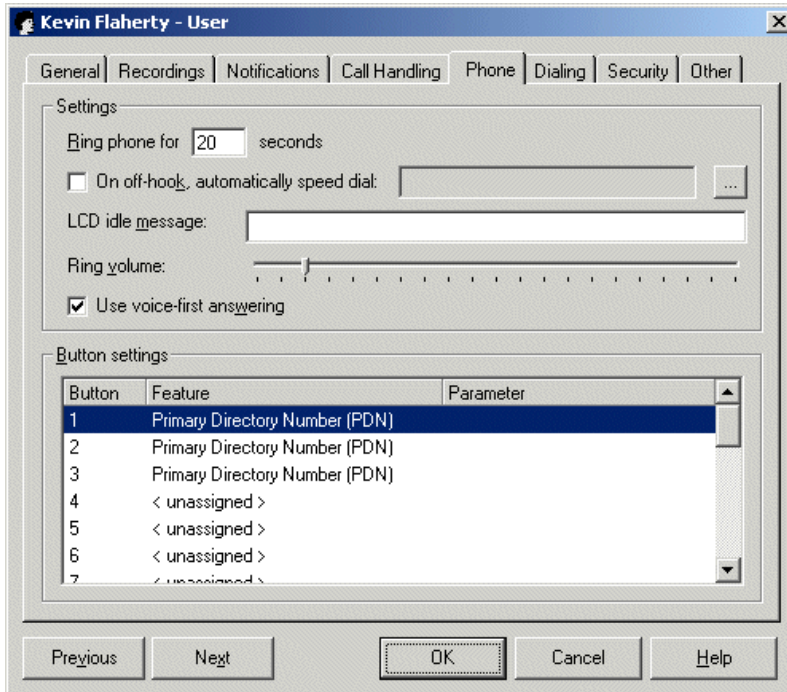 Kevin Flaherty - User
General Recordings Notifications Call Handling Phone Dialing Security Other
Settings
Ring phone for 20 seconds
On off-hook, automatically speed dial: ...
LCD idle message:
Ring volume:
Use voice-first answering
Button settings
Button Feature Parameter
1 Primary Directory Number (PDN)
2 Primary Directory Number (PDN)
3 Primary Directory Number (PDN)
4 < unassigned >
5 < unassigned >
6 < unassigned >
7 < unassigned >
Previous Next OK Cancel Help